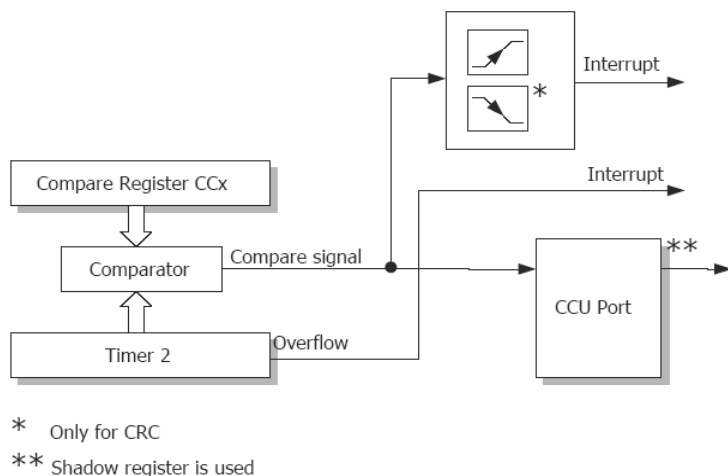 *
Interrupt
Interrupt
Compare Register CCx
**
Comparator
Compare signal
CCU Port
Timer 2
Overflow
* Only for CRC
** Shadow register is used